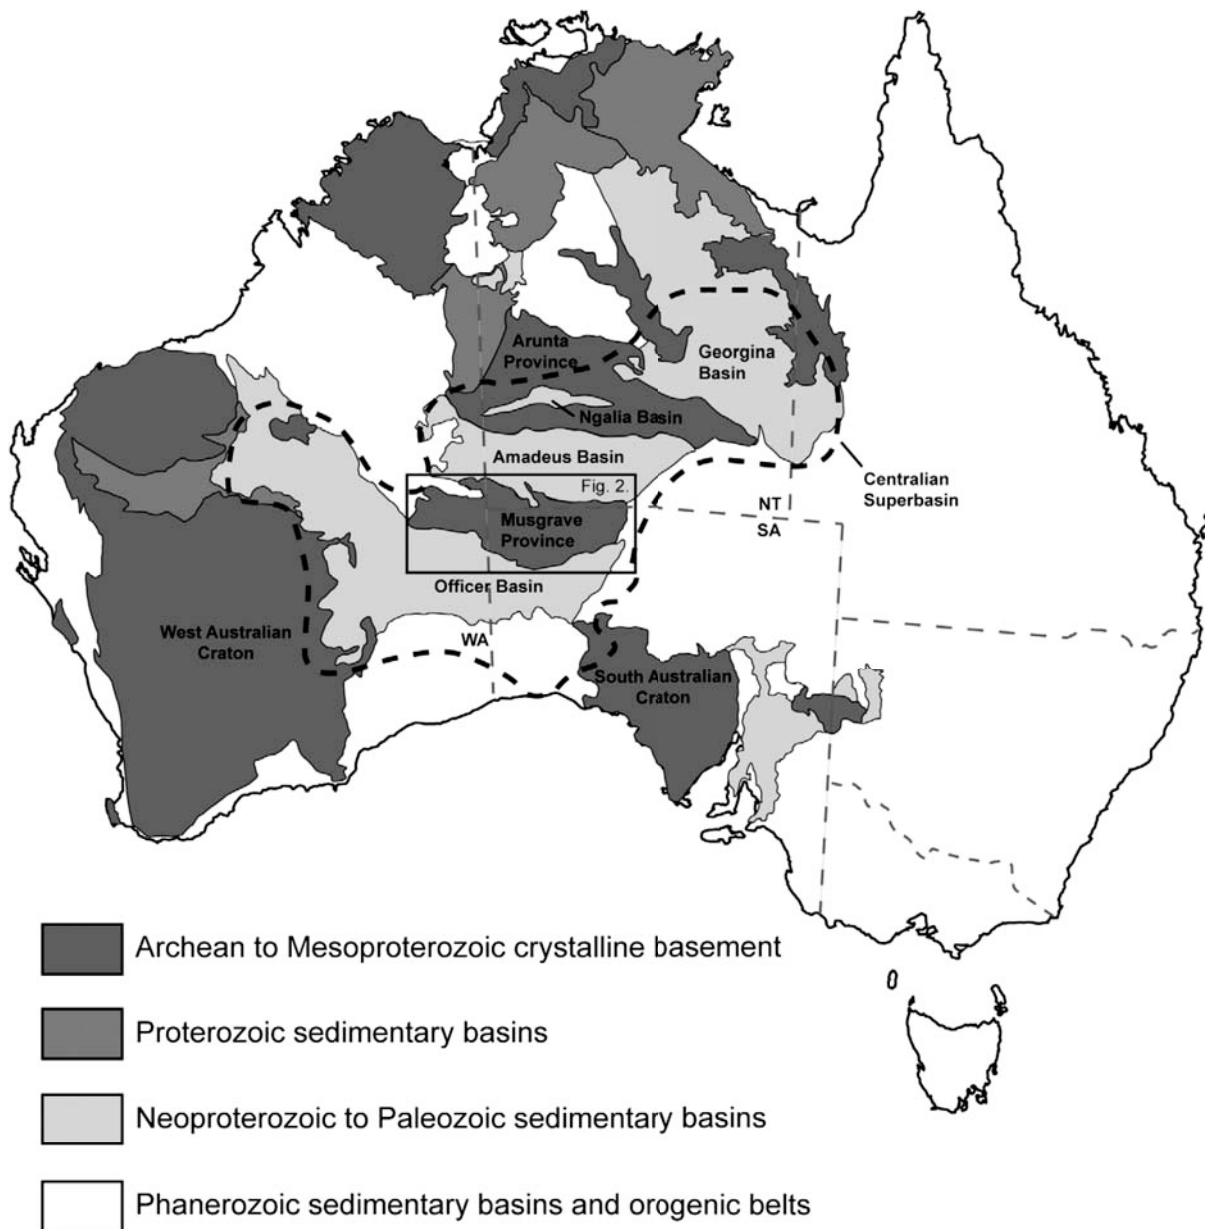 Arunta
Province
Georgina
Basin
Ngalia Basin
Amadeus Basin
Centralian
Superbasin
Fig. 2.
NT
SA
Musgrave
Province
Officer Basin
WA
West Australian
Craton
South Australian
Craton
Archean to Mesoproterozoic crystalline basement
Proterozoic sedimentary basins
Neoproterozoic to Paleozoic sedimentary basins
Phanerozoic sedimentary basins and orogenic belts